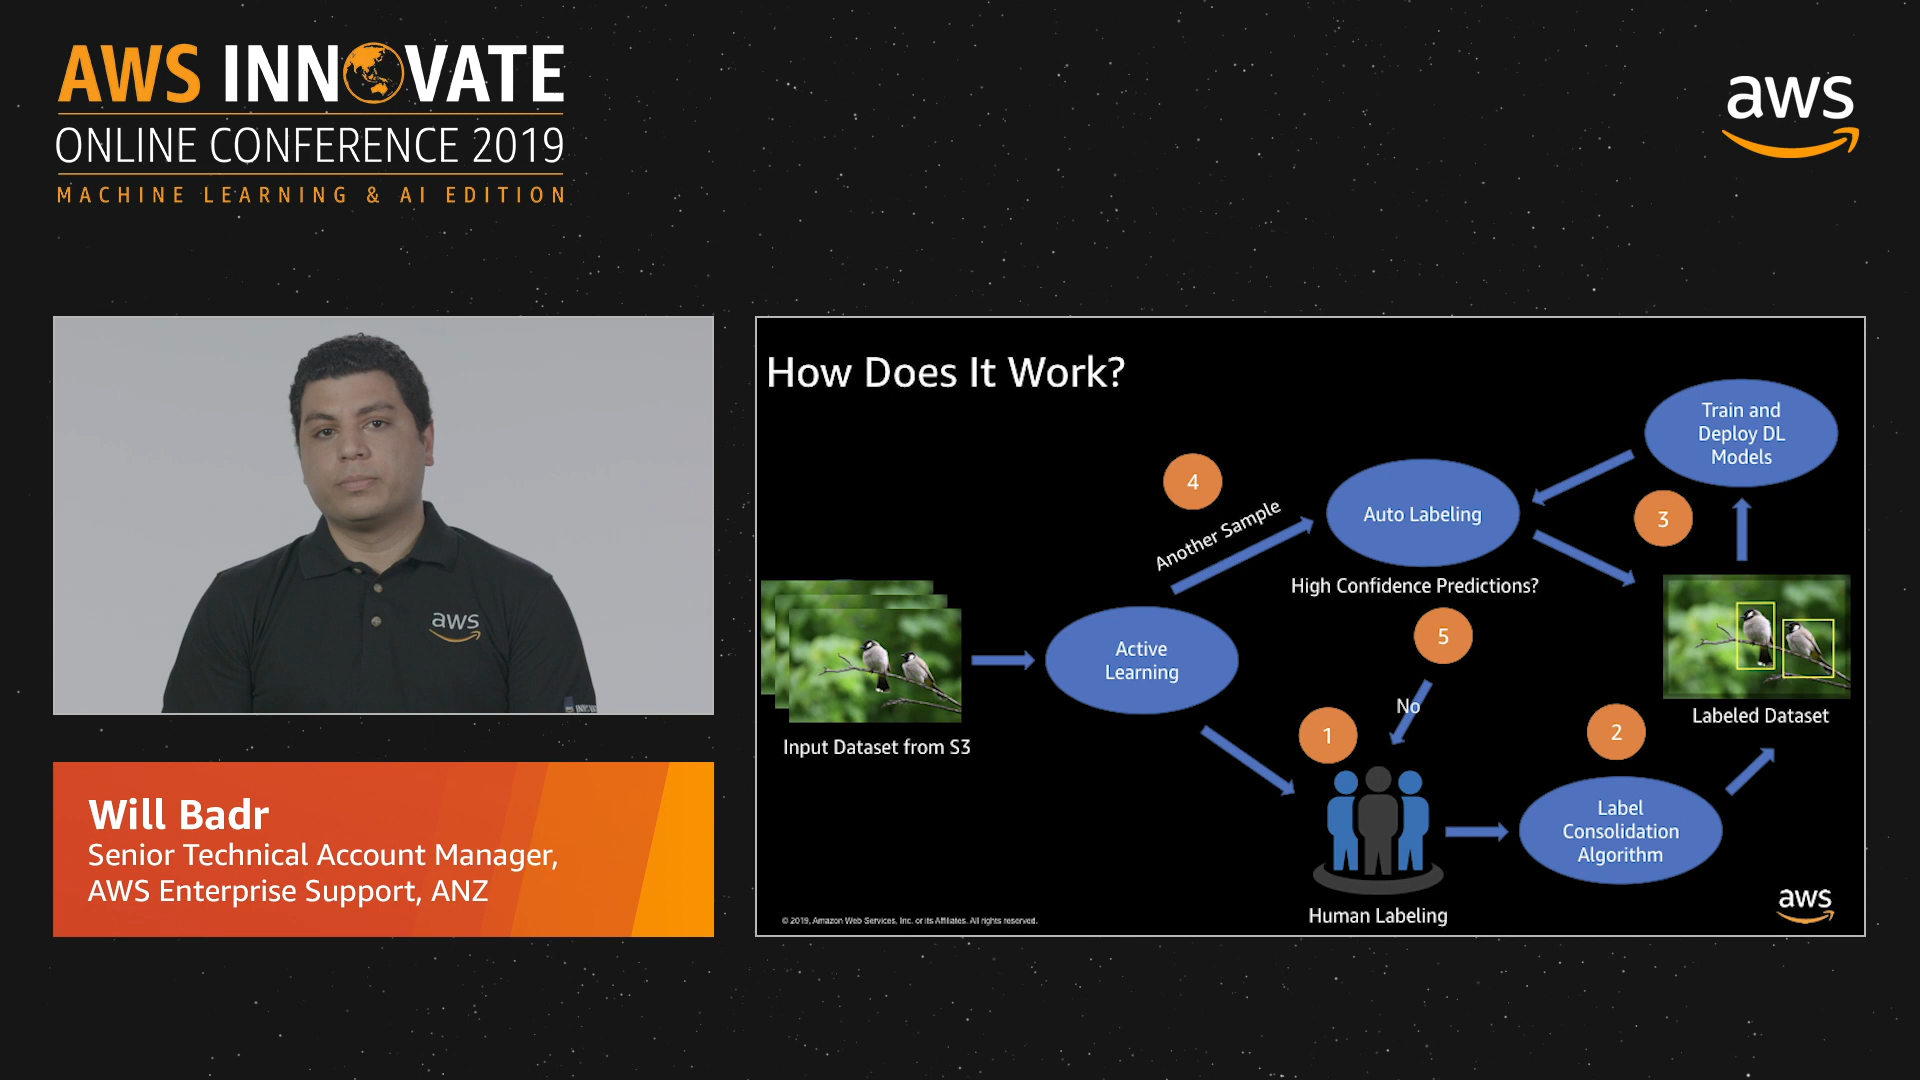 AWS INNOVATE
ONLINE CONFERENCE 2019
MACHINE LEARNING & AI EDITION
aws
aws
Will Badr
Senior Technical Account Manager,
AWS Enterprise Support, ANZ
How Does It Work?
Train and
Deploy DL
Models
4
Another Sample
Auto Labeling
3
High Confidence Predictions?
Active
Learning
5
No
Input Dataset from S3
1
2
Labeled Dataset
Label
Consolidation
Algorithm
Human Labeling
aws
© 2019, Amazon Web Services, Inc. or its Affiliates. All rights reserved.